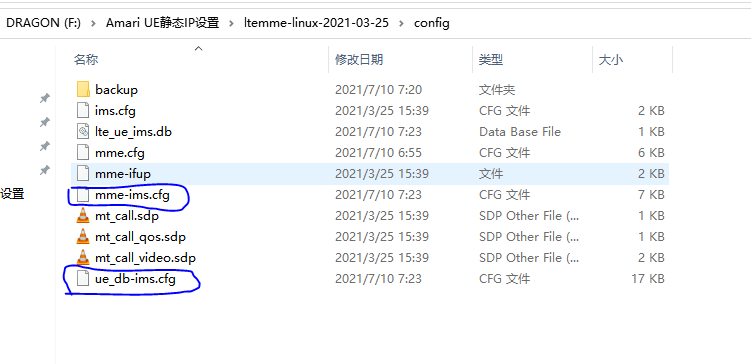 DRAGON (F:) > Amari UE静态IP设置 > ltemme-linux-2021-03-25 > config
名称 修改日期 类型 大小
backup 2021/7/10 7:20 文件夹
ims.cfg 2021/3/25 15:39 CFG 文件 2 KB
lte_ue_ims.db 2021/7/10 7:23 Data Base File 1 KB
mme.cfg 2021/7/10 6:55 CFG 文件 6 KB
mme-ifup 2021/3/25 15:39 文件 2 KB
设置
mme-ims.cfg 2021/7/10 7:23 CFG 文件 7 KB
mt_call.sdp 2021/3/25 15:39 SDP Other File (... 1 KB
mt_call_qos.sdp 2021/3/25 15:39 SDP Other File (... 1 KB
mt_call_video.sdp 2021/3/25 15:39 SDP Other File (... 2 KB
ue_db-ims.cfg 2021/7/10 7:23 CFG 文件 17 KB